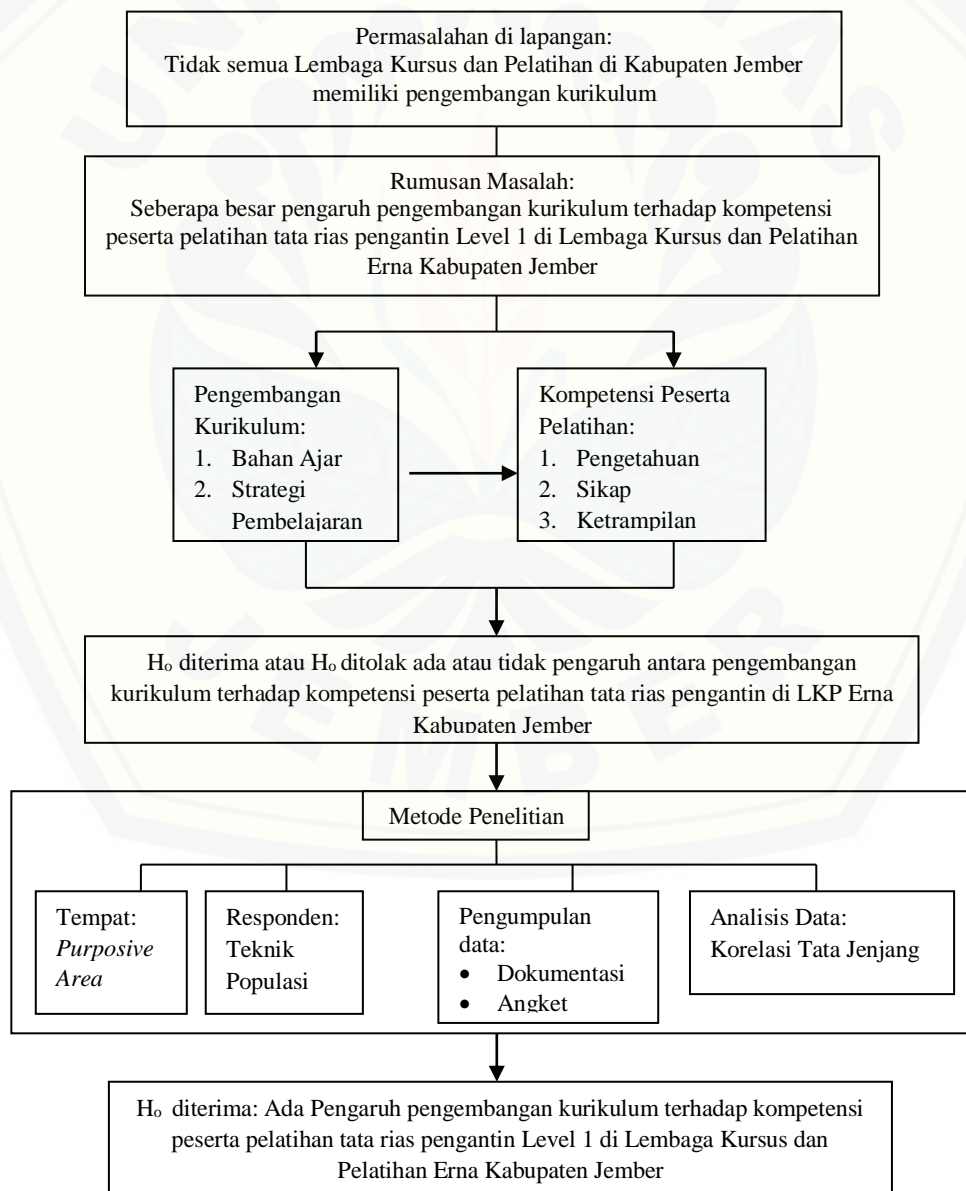 Permasalahan di lapangan:
Tidak semua Lembaga Kursus dan Pelatihan di Kabupaten Jember
memiliki pengembangan kurikulum
Rumusan Masalah:
Seberapa besar pengaruh pengembangan kurikulum terhadap kompetensi
peserta pelatihan tata rias pengantin Level 1 di Lembaga Kursus dan Pelatihan
Erna Kabupaten Jember
Pengembangan
Kurikulum:
1. Bahan Ajar
2. Strategi
Pembelajaran
Kompetensi Peserta
Pelatihan:
1. Pengetahuan
2. Sikap
3. Ketrampilan
Ho diterima atau Ho ditolak ada atau tidak pengaruh antara pengembangan
kurikulum terhadap kompetensi peserta pelatihan tata rias pengantin di LKP Erna
Kabupaten Jember
Metode Penelitian
Tempat:
Purposive
Area
Responden:
Teknik
Populasi
Pengumpulan
data:
• Dokumentasi
• Angket
Analisis Data:
Korelasi Tata Jenjang
Ho diterima: Ada Pengaruh pengembangan kurikulum terhadap kompetensi
peserta pelatihan tata rias pengantin Level 1 di Lembaga Kursus dan
Pelatihan Erna Kabupaten Jember
JEMBER